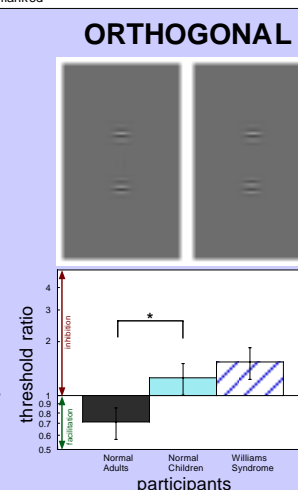 ORTHOGONAL
threshold ratio
4
3
2
1
0.9
0.8
0.7
0.6
0.5
inhibition
facilitation
*
Normal Adults
Normal Children
Williams Syndrome
participants